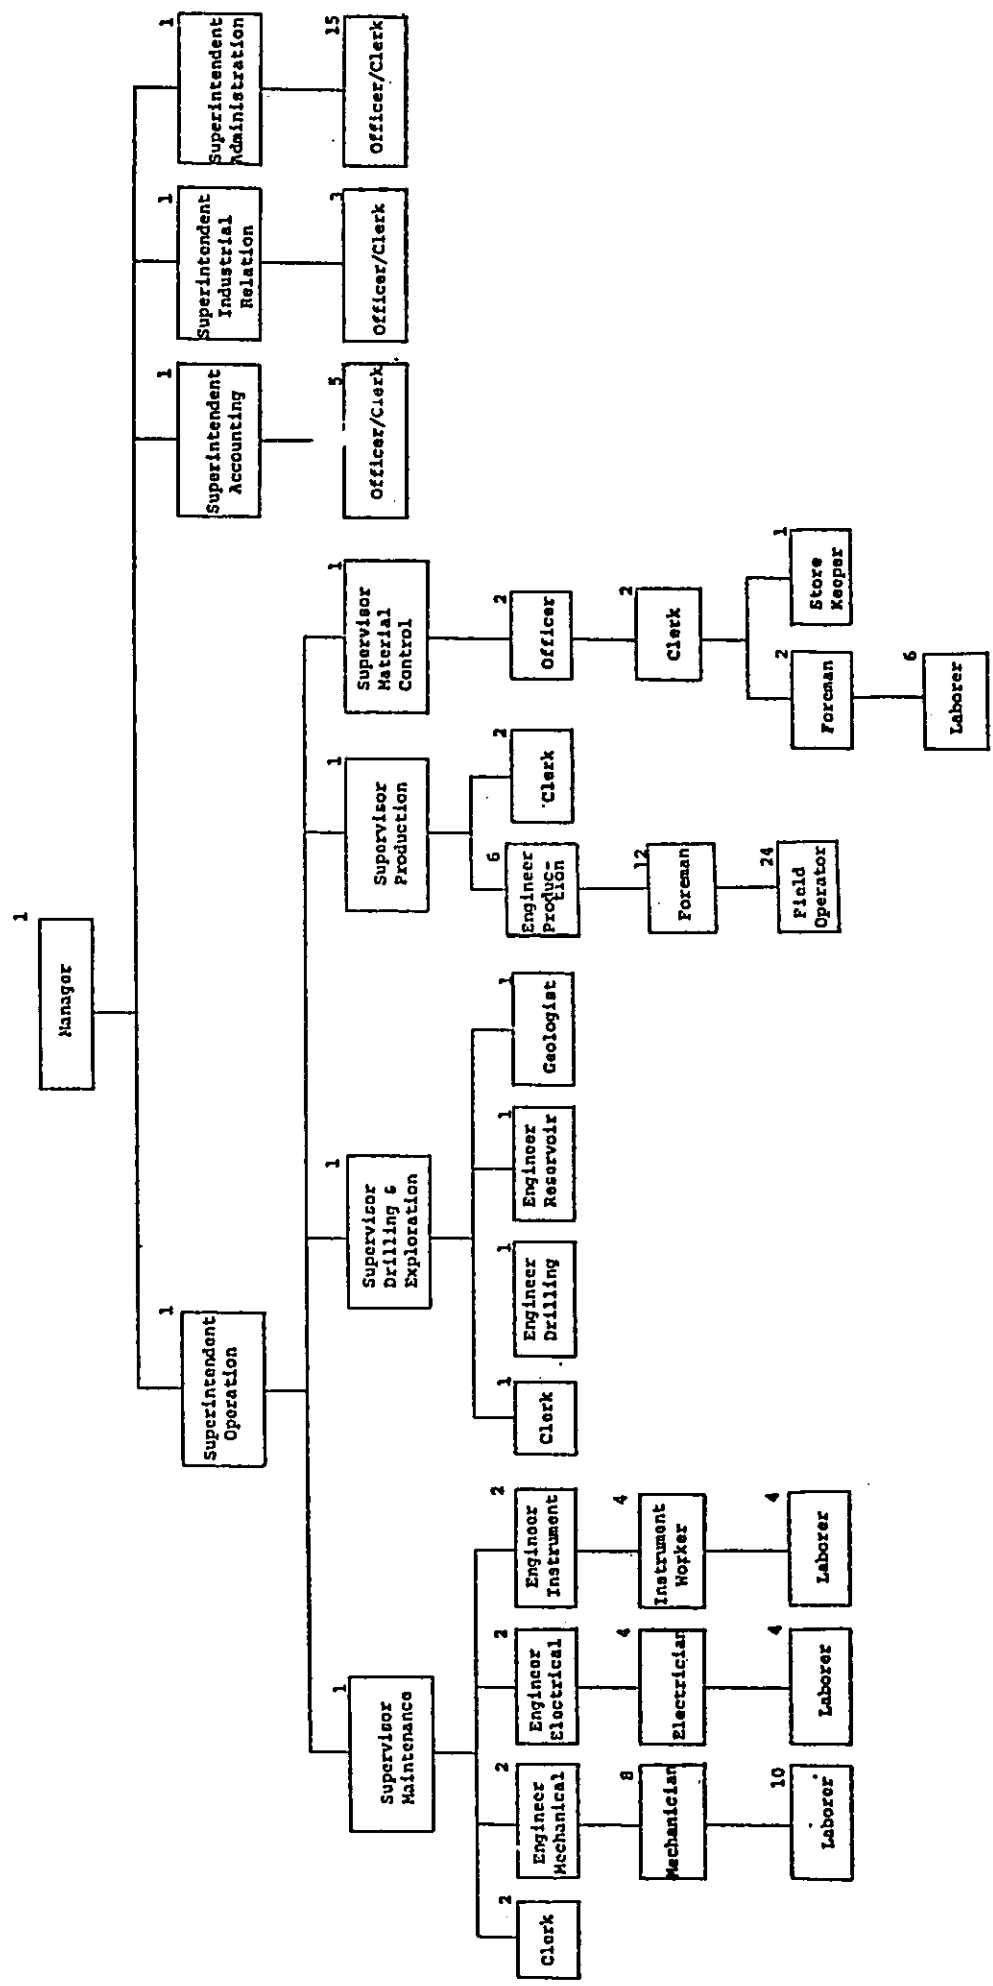 1
Manager
1
Superintendent
Operation
1
Superintendent
Accounting
1
Superintendent
Industrial
Relation
1
Superintendent
Administration
1
Supervisor
Maintenance
1
Supervisor
Drilling &
Exploration
1
Supervisor
Production
1
Supervisor
Material
Control
5
Officer/Clerk
Officer/Clerk
15
Officer/Clerk
2
Clerk
2
Engineer
Mechanical
2
Engineer
Electrical
2
Engineer
Instrument
1
Clerk
1
Engineer
Drilling
1
Engineer
Reservoir
1
Geologist
6
Engineer
Produc-
tion
2
Clerk
2
Officer
8
Mechanician
4
Electrician
4
Instrument
Worker
12
Foreman
2
Clerk
10
Laborer
4
Laborer
4
Laborer
24
Field
Operator
2
Foreman
1
Store
Keeper
6
Laborer